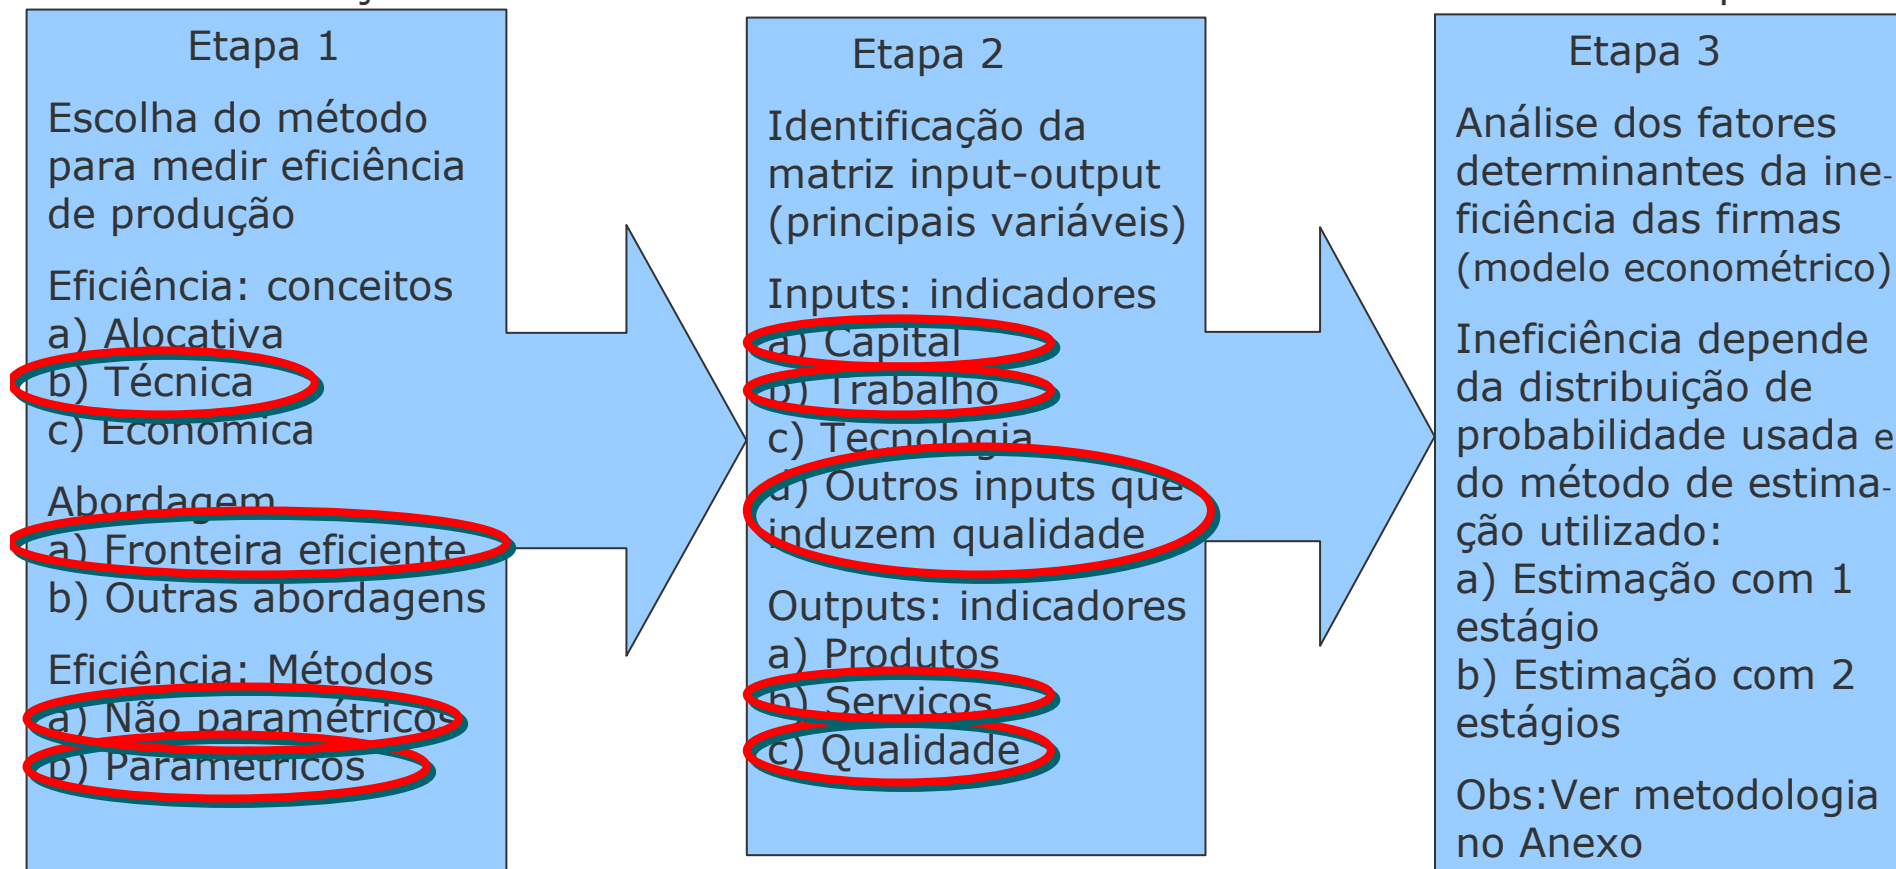 Etapa 1
Escolha do método
para medir eficiência
de produção
Eficiência: conceitos
a) Alocativa
b) Técnica
c) Econômica
Abordagem
a) Fronteira eficiente
b) Outras abordagens
Eficiência: Métodos
a) Não paramétricos
b) Paramétricos
Etapa 2
Identificação da
matriz input-output
(principais variáveis)
Inputs: indicadores
a) Capital
b) Trabalho
c) Tecnologia
d) Outros inputs que
induzem qualidade
Outputs: indicadores
a) Produtos
b) Serviços
c) Qualidade
Etapa 3
Análise dos fatores
determinantes da ine-
ficiência das firmas
(modelo econométrico)
Ineficiência depende
da distribuição de
probabilidade usada e
do método de estima-
ção utilizado:
a) Estimação com 1
estágio
b) Estimação com 2
estágios
Obs:Ver metodologia
no Anexo